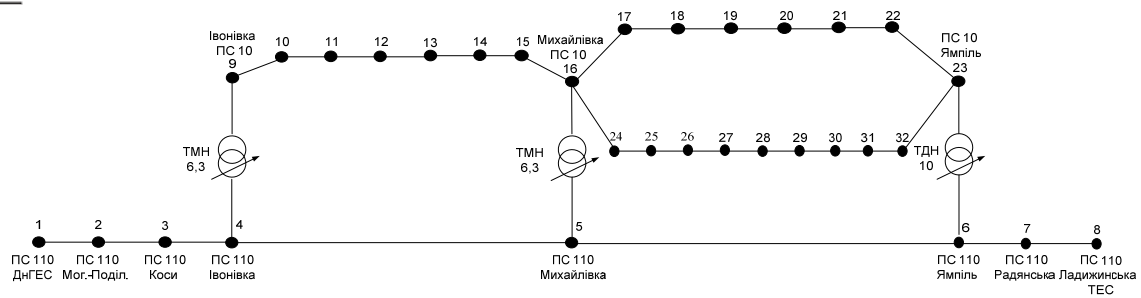 17 18 19 20 21 22
Івонівка
ПС 10
9
10 11 12 13 14 15
Михайлівка
ПС 10
16
ПС 10
Ямпіль
23
24 25 26 27 28 29 30 31 32
ТМН
6,3
ТМН
6,3
ТДН
10
1 2 3 4 5 6 7 8
ПС 110
ДнГЕС
ПС 110
Мог.-Поділ.
ПС 110
Коси
ПС 110
Івонівка
ПС 110
Михайлівка
ПС 110
Ямпіль
ПС 110
Радянська
ПС 110
Ладижинська
ТЕС